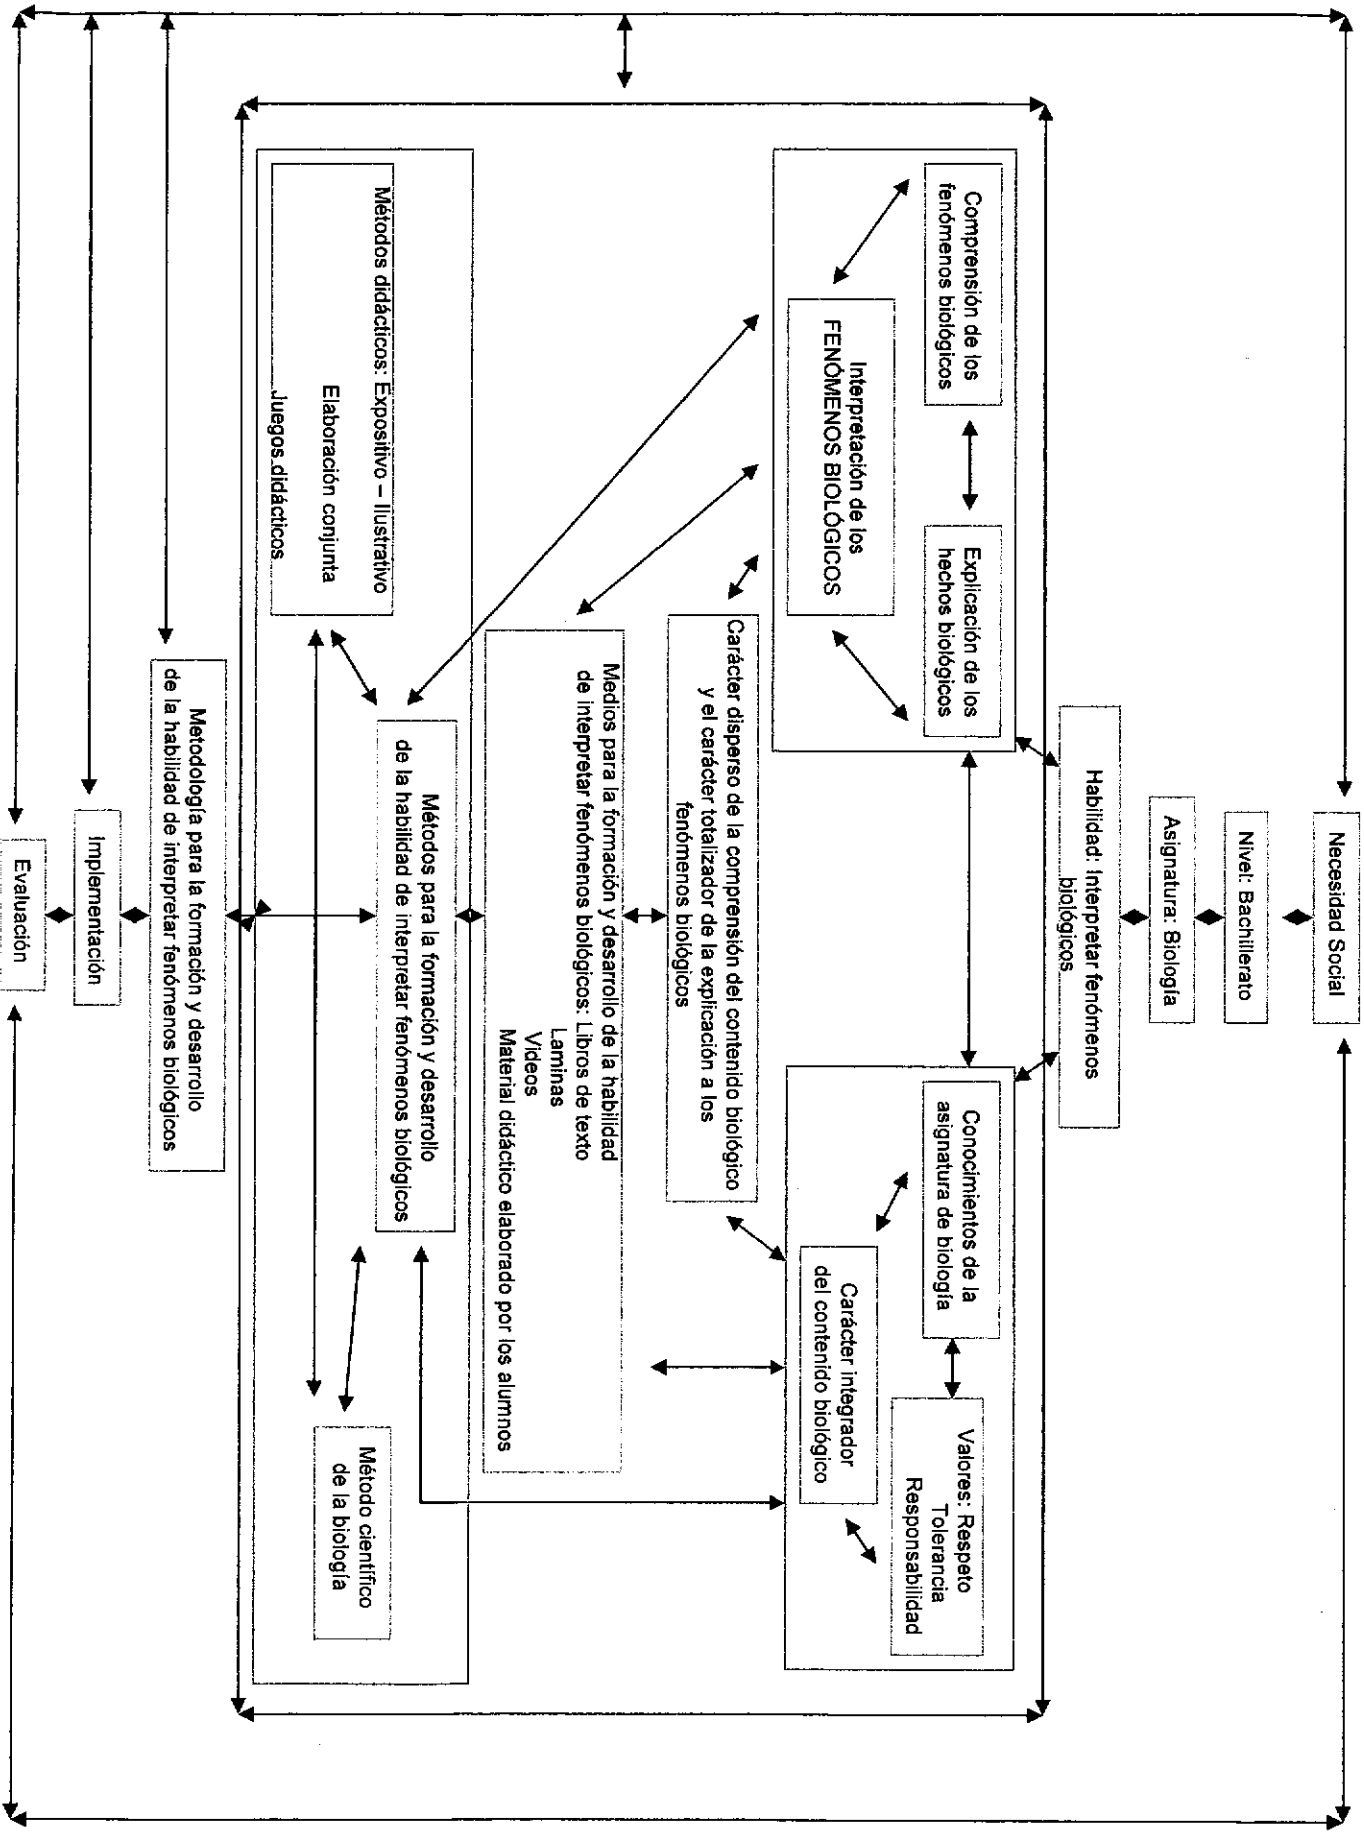 Necesidad Social
Nivel: Bachillerato
Asignatura: Biología
Habilidad: Interpretar fenómenos
biológicos
Comprensión de los
fenómenos biológicos
Explicación de los
hechos biológicos
Interpretación de los
FENÓMENOS BIOLÓGICOS
Conocimientos de la
asignatura de biología
Valores: Respeto
Tolerancia
Responsabilidad
Carácter integrador
del contenido biológico
Carácter disperso de la comprensión del contenido biológico
y el carácter totalizador de la explicación a los
fenómenos biológicos
Medios para la formación y desarrollo de la habilidad
de interpretar fenómenos biológicos: Libros de texto
Laminas
Videos
Material didáctico elaborado por los alumnos
Métodos para la formación y desarrollo
de la habilidad de interpretar fenómenos biológicos
Métodos didácticos: Expositivo – Ilustrativo
Elaboración conjunta
Juegos didácticos
Método científico
de la biología
Metodología para la formación y desarrollo
de la habilidad de interpretar fenómenos biológicos
Implementación
Evaluación